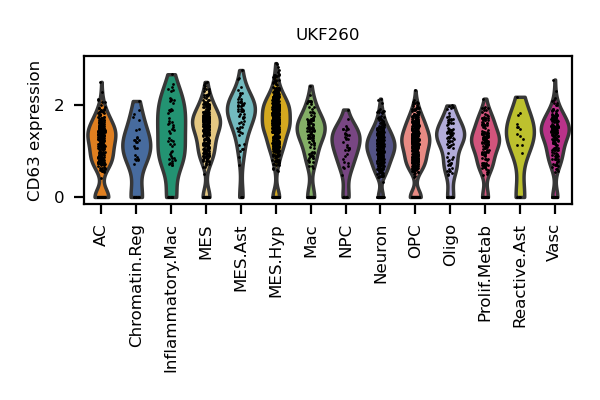 UKF260
CD63 expression
2
0
AC
Chromatin.Reg
Inflammatory.Mac
MES
MES.Ast
MES.Hyp
Mac
NPC
Neuron
OPC
Oligo
Prolif.Metab
Reactive.Ast
Vasc